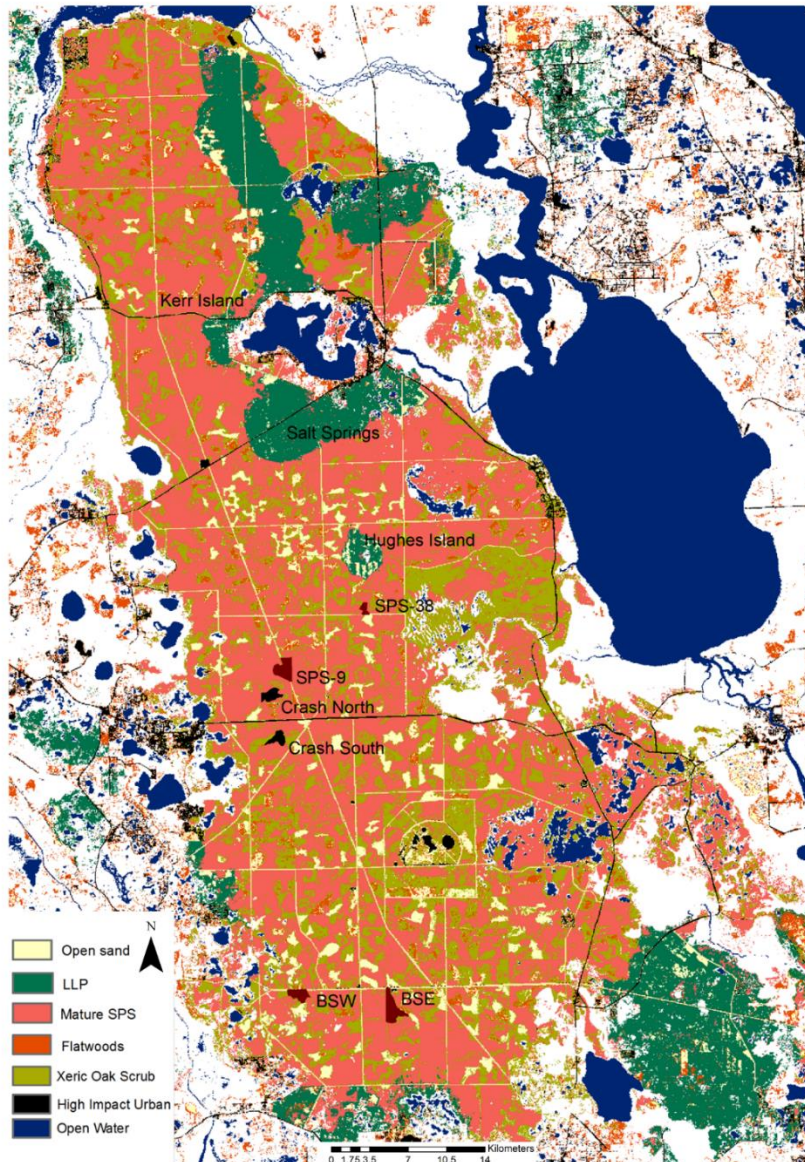 Kerr Island
Salt Springs
Hughes Island
SPS-38
SPS-9
Crash North
Crash South
BSW
BSE
N
Open sand
LLP
Mature SPS
Flatwoods
Xeric Oak Scrub
High Impact Urban
Open Water
Kilometers
0 1.75 3.5 7 10.5 14